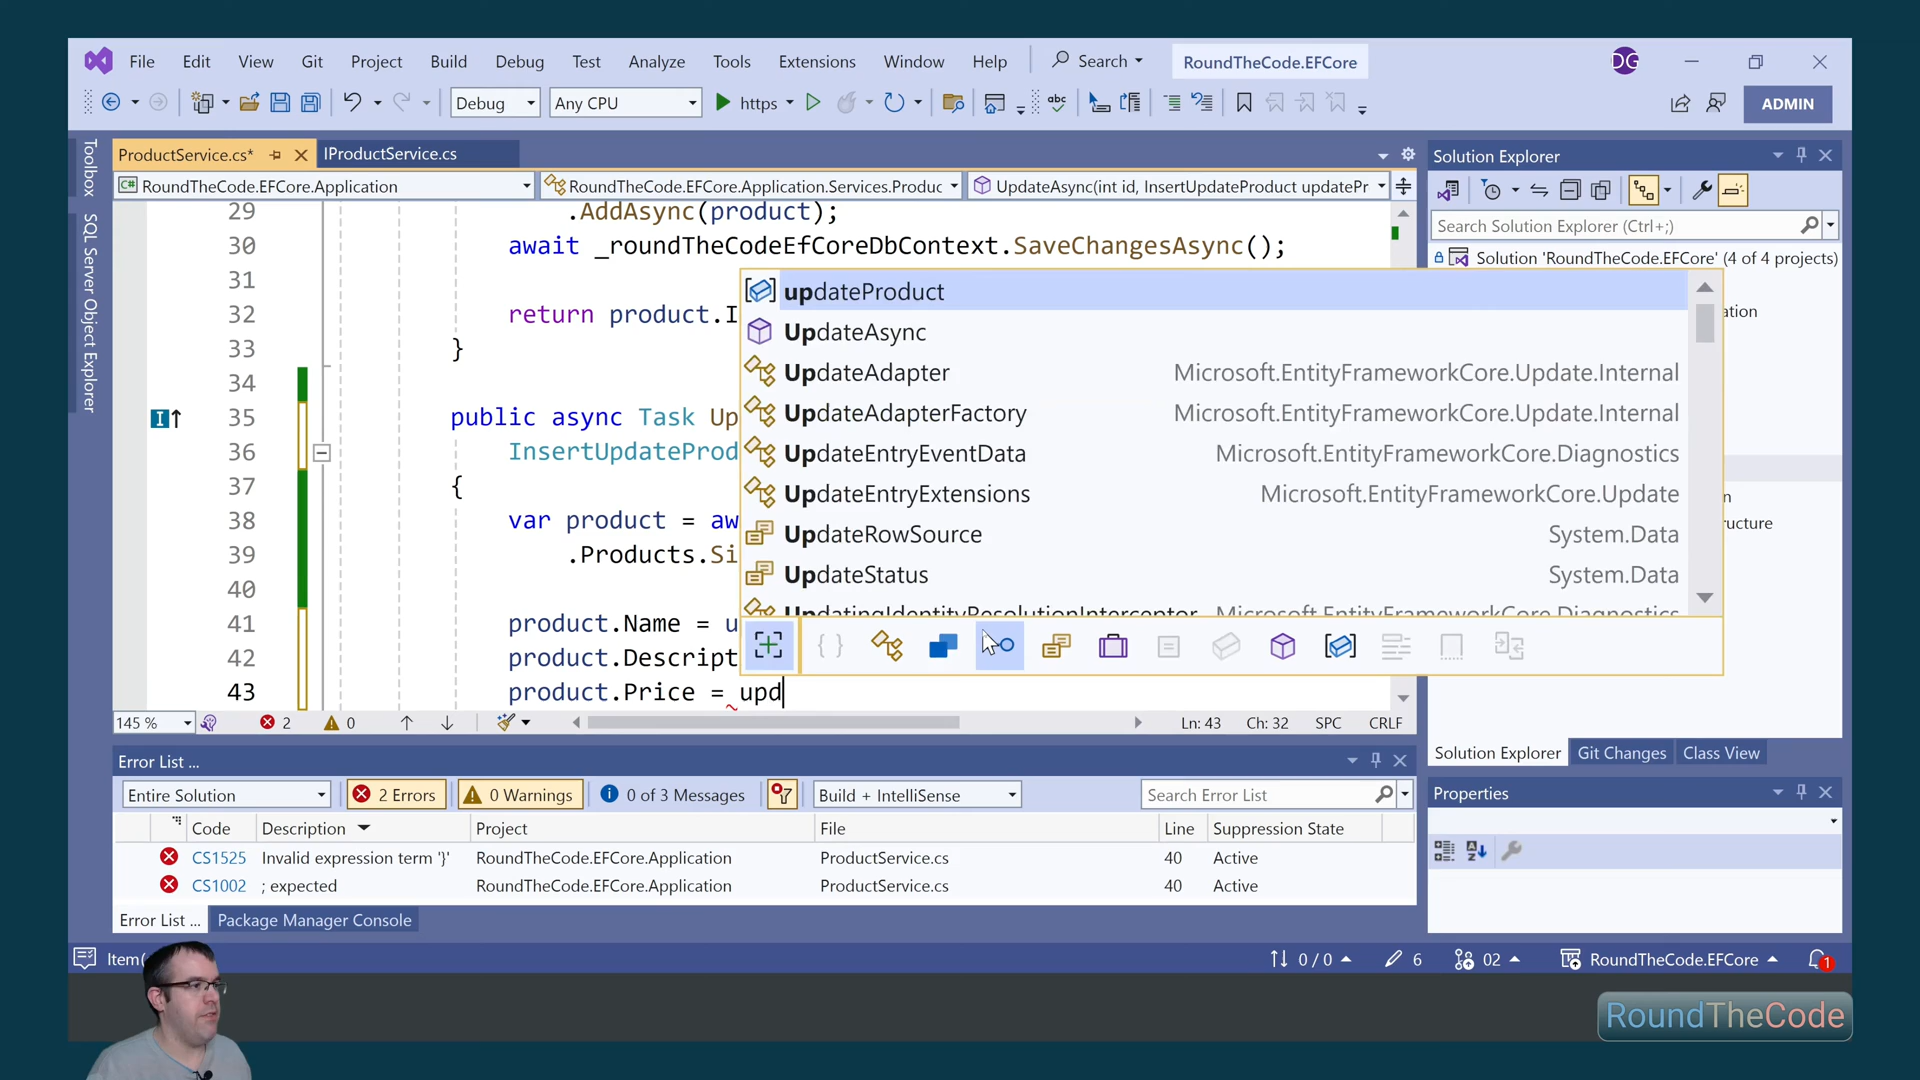 File Edit View Git Project Build Debug Test Analyze Tools Extensions Window Help Search RoundTheCode.EFCore DG
Debug Any CPU https abc ADMIN
ProductService.cs* IProductService.cs Solution Explorer
C# RoundTheCode.EFCore.Application RoundTheCode.EFCore.Application.Services.Produc UpdateAsync(int id, InsertUpdateProduct updatePr
Toolbox
SQL Server Object Explorer
Search Solution Explorer (Ctrl+;)
Solution 'RoundTheCode.EFCore' (4 of 4 projects)
ation
n
ructure
29 .AddAsync(product);
30 await _roundTheCodeEfCoreDbContext.SaveChangesAsync();
31
32 return product.I
33 }
34
35 public async Task Up
36 InsertUpdateProd
37 {
38 var product = aw
39 .Products.Si
40
41 product.Name = u
42 product.Descript
43 product.Price = upd
updateProduct
UpdateAsync
UpdateAdapter Microsoft.EntityFrameworkCore.Update.Internal
UpdateAdapterFactory Microsoft.EntityFrameworkCore.Update.Internal
UpdateEntryEventData Microsoft.EntityFrameworkCore.Diagnostics
UpdateEntryExtensions Microsoft.EntityFrameworkCore.Update
UpdateRowSource System.Data
UpdateStatus System.Data
UpdatingIdentityResolutionInterceptor Microsoft.EntityFrameworkCore.Diagnostics
145 % 2 0 Ln: 43 Ch: 32 SPC CRLF
Solution Explorer Git Changes Class View
Error List ...
Entire Solution 2 Errors 0 Warnings 0 of 3 Messages Build + IntelliSense Search Error List
Code Description Project File Line Suppression State
CS1525 Invalid expression term '}' RoundTheCode.EFCore.Application ProductService.cs 40 Active
CS1002 ; expected RoundTheCode.EFCore.Application ProductService.cs 40 Active
Error List ... Package Manager Console
Properties
Item( 0 / 0 6 02 RoundTheCode.EFCore 1
RoundTheCode